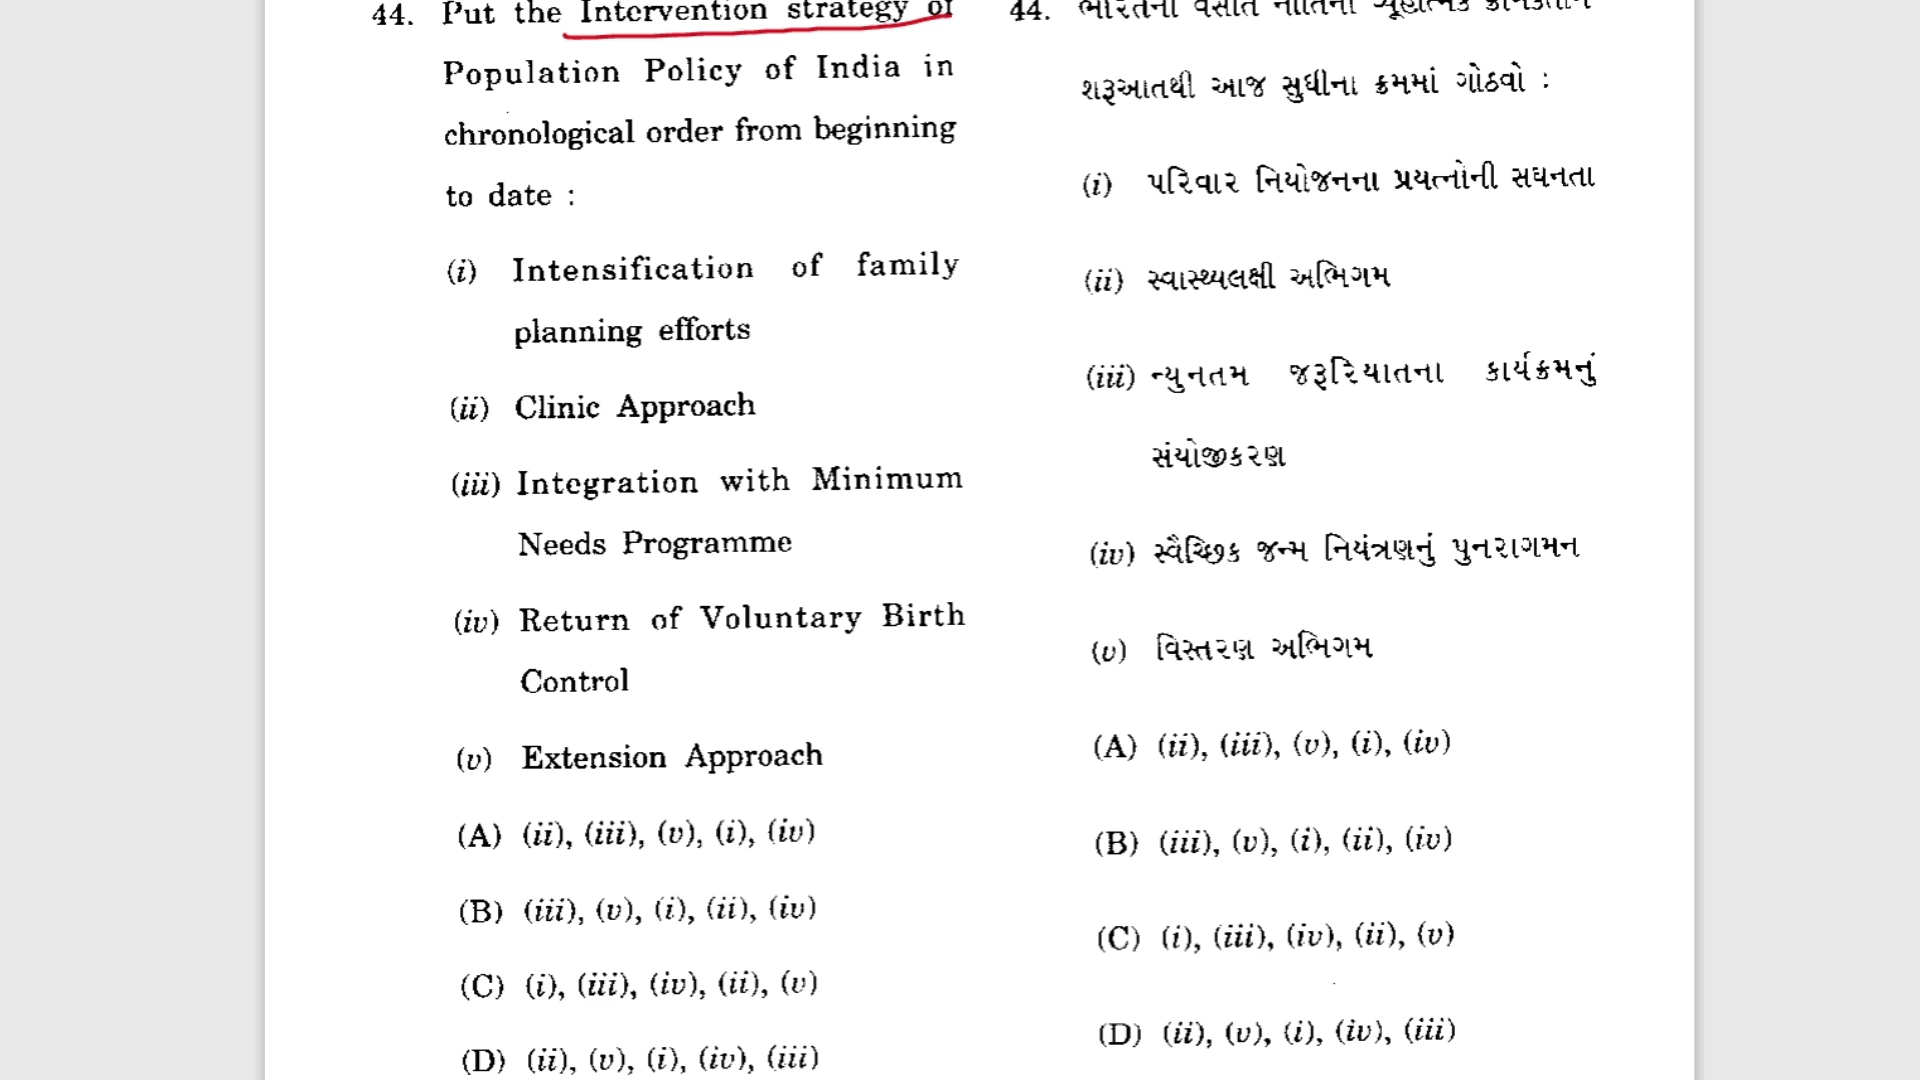 44. Put the Intervention strategy of
Population Policy of India in
chronological order from beginning
to date :
(i) Intensification of family
planning efforts
(ii) Clinic Approach
(iii) Integration with Minimum
Needs Programme
(iv) Return of Voluntary Birth
Control
(v) Extension Approach
(A) (ii), (iii), (v), (i), (iv)
(B) (iii), (v), (i), (ii), (iv)
(C) (i), (iii), (iv), (ii), (v)
(D) (ii), (v), (i), (iv), (iii)
44. ભારતની વસતિ નીતિના
શરૂઆતથી આજ સુધીના ક્રમમાં ગોઠવો :
(i) પરિવાર નિયોજનના પ્રયત્નોની સઘનતા
(ii) સ્વાસ્થ્યલક્ષી અભિગમ
(iii) ન્યુનતમ જરૂરિયાતના કાર્યક્રમનું
સંયોજીકરણ
(iv) સ્વૈચ્છિક જન્મ નિયંત્રણનું પુનરાગમન
(v) વિસ્તરણ અભિગમ
(A) (ii), (iii), (v), (i), (iv)
(B) (iii), (v), (i), (ii), (iv)
(C) (i), (iii), (iv), (ii), (v)
(D) (ii), (v), (i), (iv), (iii)